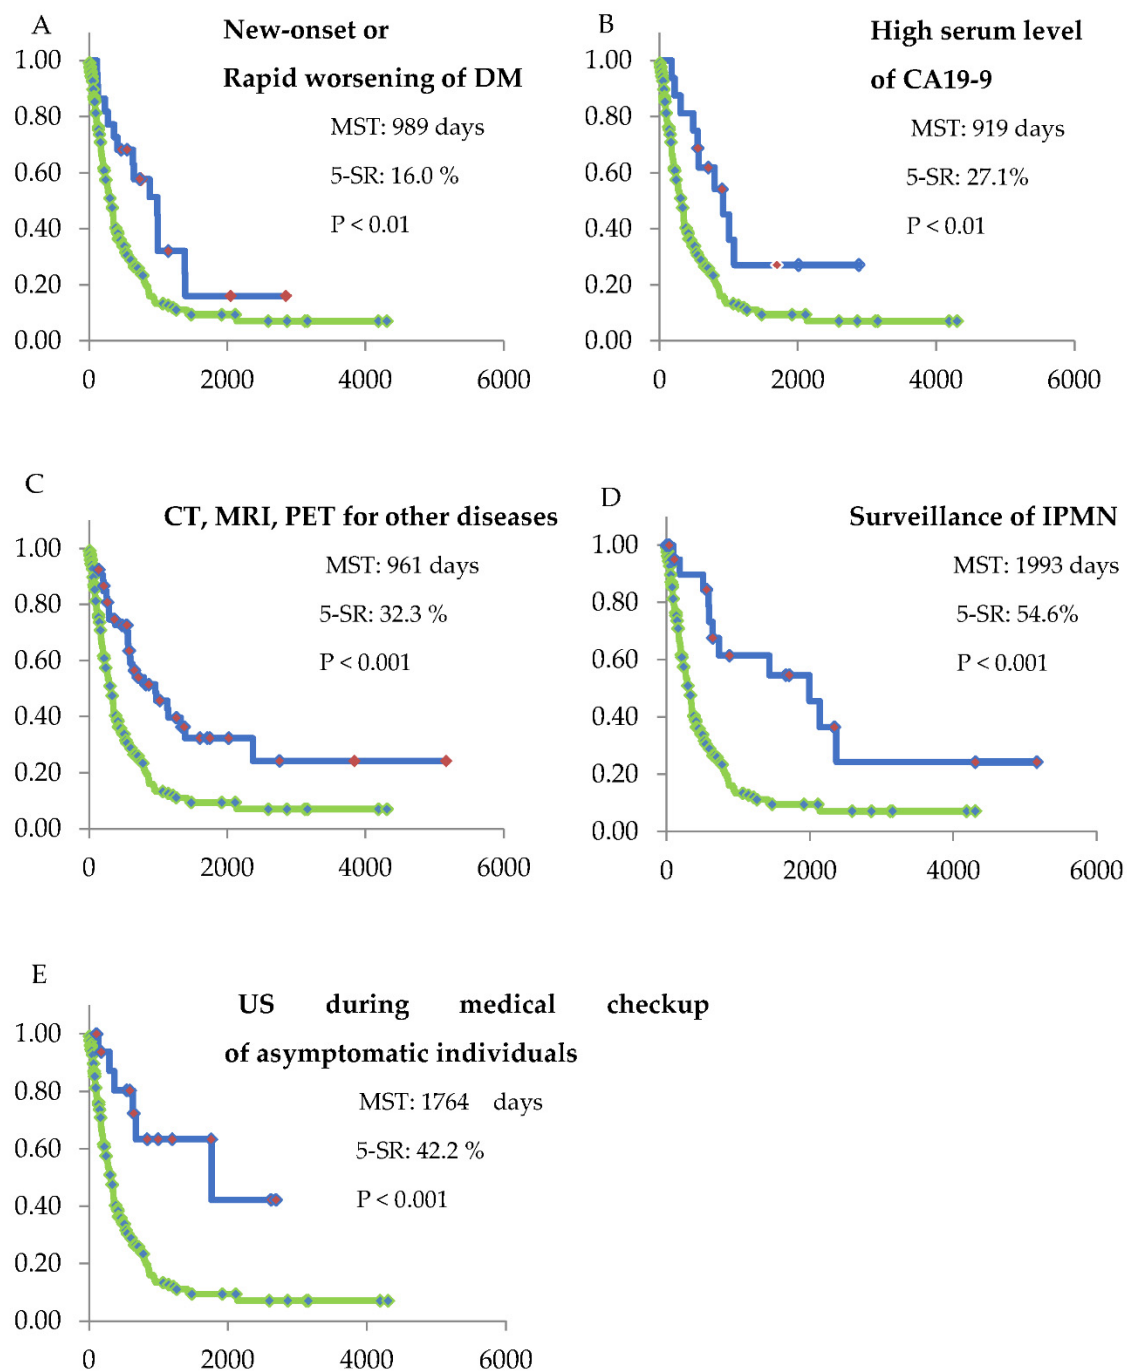 A
New-onset or
Rapid worsening of DM
MST: 989 days
5-SR: 16.0 %
P < 0.01
1.00
0.80
0.60
0.40
0.20
0.00
0 2000 4000 6000
B
High serum level
of CA19-9
MST: 919 days
5-SR: 27.1%
P < 0.01
1.00
0.80
0.60
0.40
0.20
0.00
0 2000 4000 6000
C
CT, MRI, PET for other diseases
MST: 961 days
5-SR: 32.3 %
P < 0.001
1.00
0.80
0.60
0.40
0.20
0.00
0 2000 4000 6000
D
Surveillance of IPMN
MST: 1993 days
5-SR: 54.6%
P < 0.001
1.00
0.80
0.60
0.40
0.20
0.00
0 2000 4000 6000
E
US during medical checkup
of asymptomatic individuals
MST: 1764 days
5-SR: 42.2 %
P < 0.001
1.00
0.80
0.60
0.40
0.20
0.00
0 2000 4000 6000